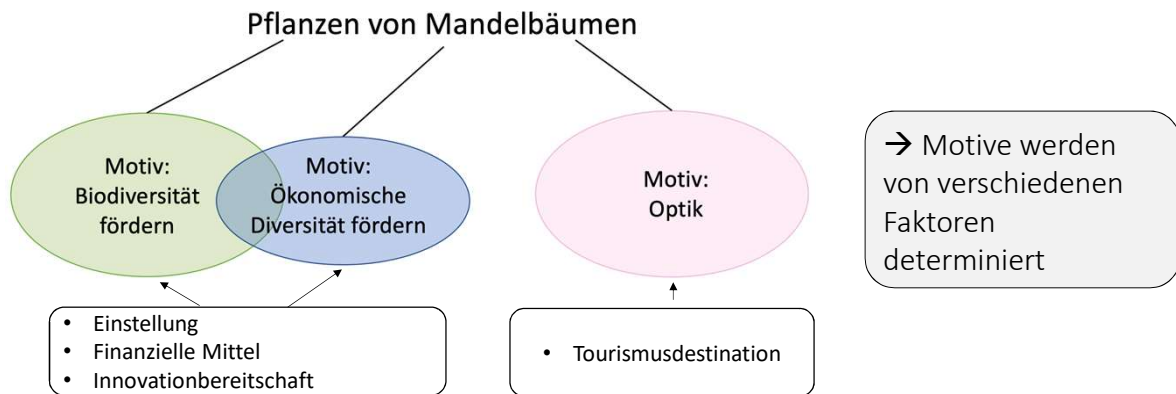 Pflanzen von Mandelbäumen
Motiv:
Biodiversität
fördern
Motiv:
Ökonomische
Diversität fördern
Motiv:
Optik
→ Motive werden
von verschiedenen
Faktoren
determiniert
• Einstellung
• Finanzielle Mittel
• Innovationbereitschaft
• Tourismusdestination